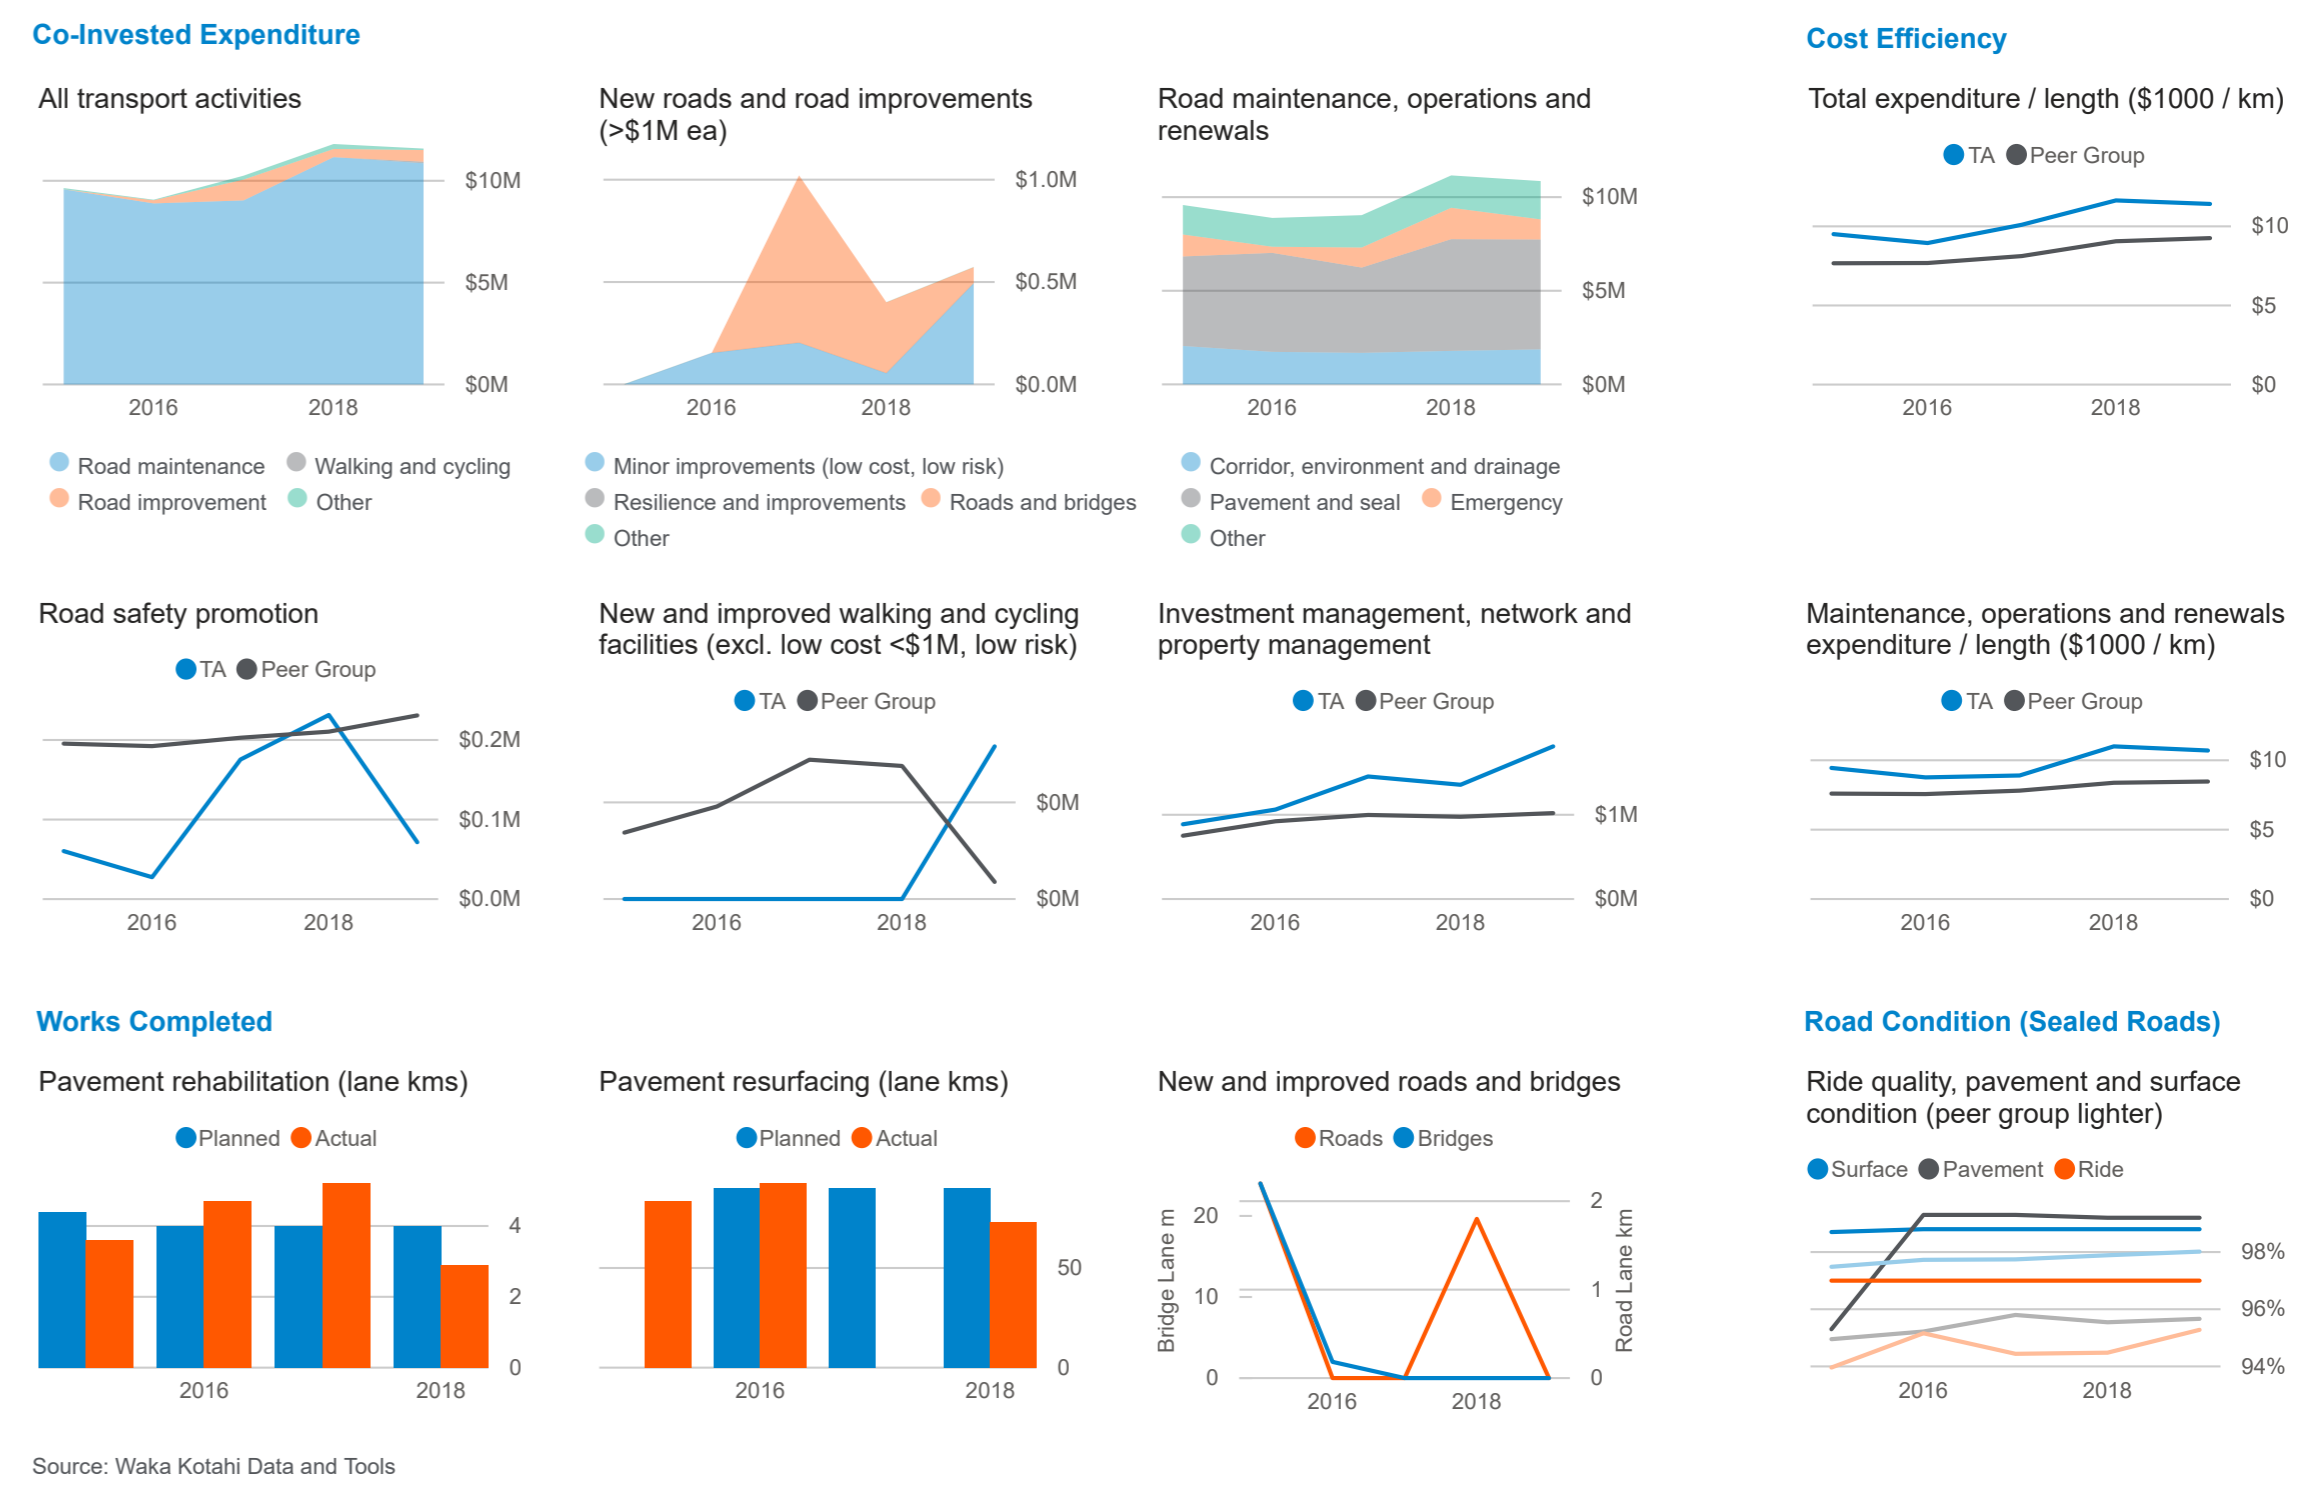 Co-Invested Expenditure
Cost Efficiency
All transport activities
$10M
$5M
$0M
2016 2018
Road maintenance Walking and cycling
Road improvement Other
New roads and road improvements
(>$1M ea)
$1.0M
$0.5M
$0.0M
2016 2018
Minor improvements (low cost, low risk)
Resilience and improvements Roads and bridges
Other
Road maintenance, operations and
renewals
$10M
$5M
$0M
2016 2018
Corridor, environment and drainage
Pavement and seal Emergency
Other
Total expenditure / length ($1000 / km)
TA Peer Group
$10
$5
$0
2016 2018
Road safety promotion
TA Peer Group
$0.2M
$0.1M
$0.0M
2016 2018
New and improved walking and cycling
facilities (excl. low cost <$1M, low risk)
TA Peer Group
$0M
$0M
2016 2018
Investment management, network and
property management
TA Peer Group
$1M
$0M
2016 2018
Maintenance, operations and renewals
expenditure / length ($1000 / km)
TA Peer Group
$10
$5
$0
2016 2018
Works Completed
Road Condition (Sealed Roads)
Pavement rehabilitation (lane kms)
Planned Actual
4
2
0
2016 2018
Pavement resurfacing (lane kms)
Planned Actual
50
0
2016 2018
New and improved roads and bridges
Roads Bridges
Bridge Lane m
20
10
0
2
1
0
Road Lane km
2016 2018
Ride quality, pavement and surface
condition (peer group lighter)
Surface Pavement Ride
98%
96%
94%
2016 2018
Source: Waka Kotahi Data and Tools